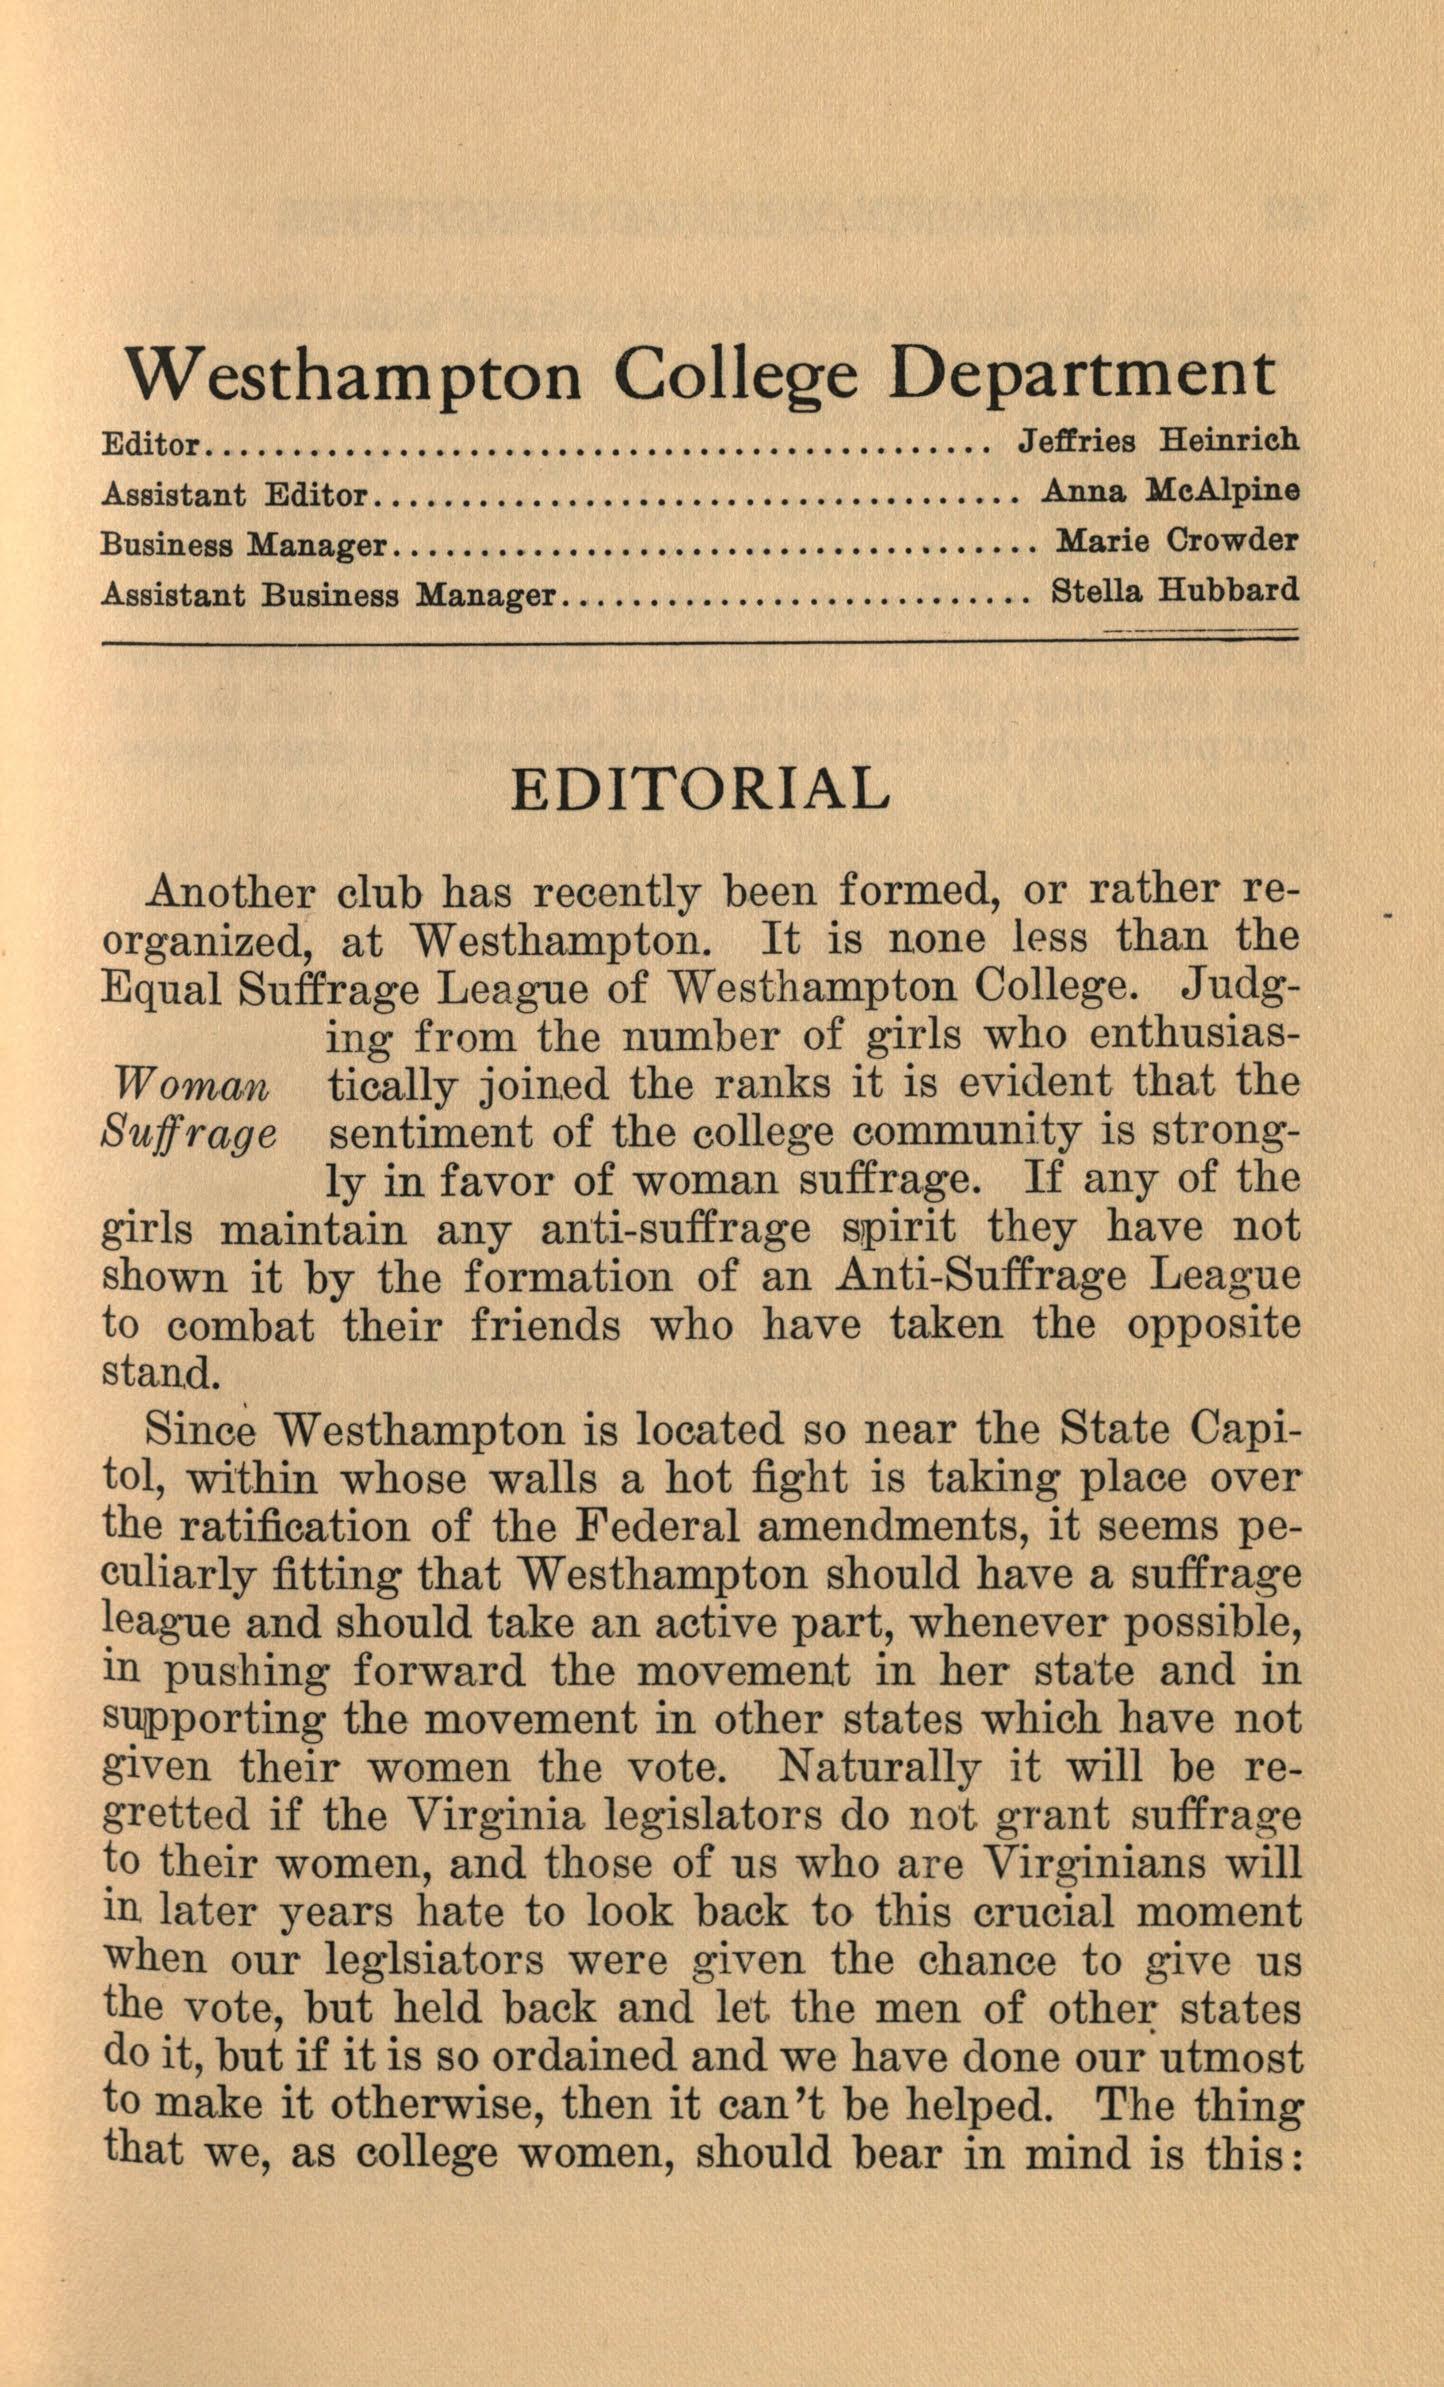 Westhampton College Department
Editor............................................. Jeffries Heinrich
Assistant Editor..................................... Anna McAlpine
Business Manager..................................... Marie Crowder
Assistant Business Manager........................... Stella Hubbard
EDITORIAL
Another club has recently been formed, or rather re-
organized, at Westhampton. It is none less than the
Equal Suffrage League of Westhampton College. Judg-
ing from the number of girls who enthusias-
Woman tically joined the ranks it is evident that the
Suffrage sentiment of the college community is strong-
ly in favor of woman suffrage. If any of the
girls maintain any anti-suffrage spirit they have not
shown it by the formation of an Anti-Suffrage League
to combat their friends who have taken the opposite
stand.
Since Westhampton is located so near the State Capi-
tol, within whose walls a hot fight is taking place over
the ratification of the Federal amendments, it seems pe-
culiarly fitting that Westhampton should have a suffrage
league and should take an active part, whenever possible,
in pushing forward the movement in her state and in
supporting the movement in other states which have not
given their women the vote. Naturally it will be re-
gretted if the Virginia legislators do not grant suffrage
to their women, and those of us who are Virginians will
in later years hate to look back to this crucial moment
when our leglsiators were given the chance to give us
the vote, but held back and let the men of other states
do it, but if it is so ordained and we have done our utmost
to make it otherwise, then it can't be helped. The thing
that we, as college women, should bear in mind is this: